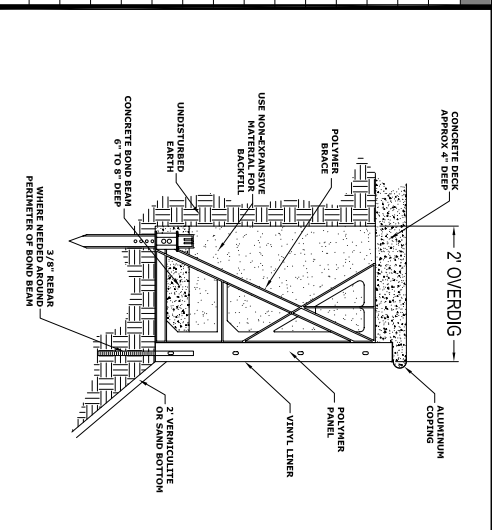 CONCRETE DECK
APPROX 4" DEEP
2' OVERDIG
ALUMINUM
COPING
POLYMER
BRACE
POLYMER
PANEL
USE NON-EXPANSIVE
MATERIAL FOR
BACKFILL
VINYL LINER
UNDISTURBED
EARTH
2' VERMICULITE
OR SAND BOTTOM
CONCRETE BOND BEAM
6" TO 8" DEEP
3/8" REBAR
WHERE NEEDED AROUND
PERIMETER OF BOND BEAM